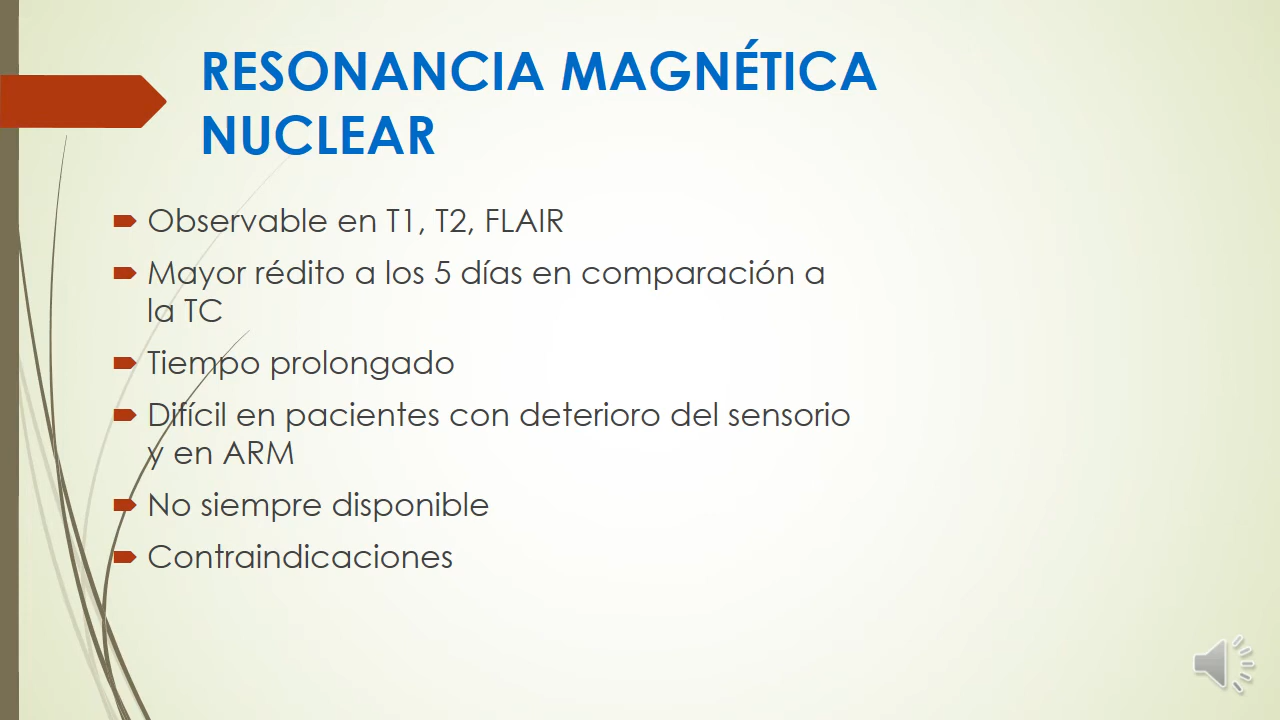 RESONANCIA MAGNÉTICA
NUCLEAR
Observable en T1, T2, FLAIR
Mayor rédito a los 5 días en comparación a
la TC
Tiempo prolongado
Difícil en pacientes con deterioro del sensorio
y en ARM
No siempre disponible
Contraindicaciones